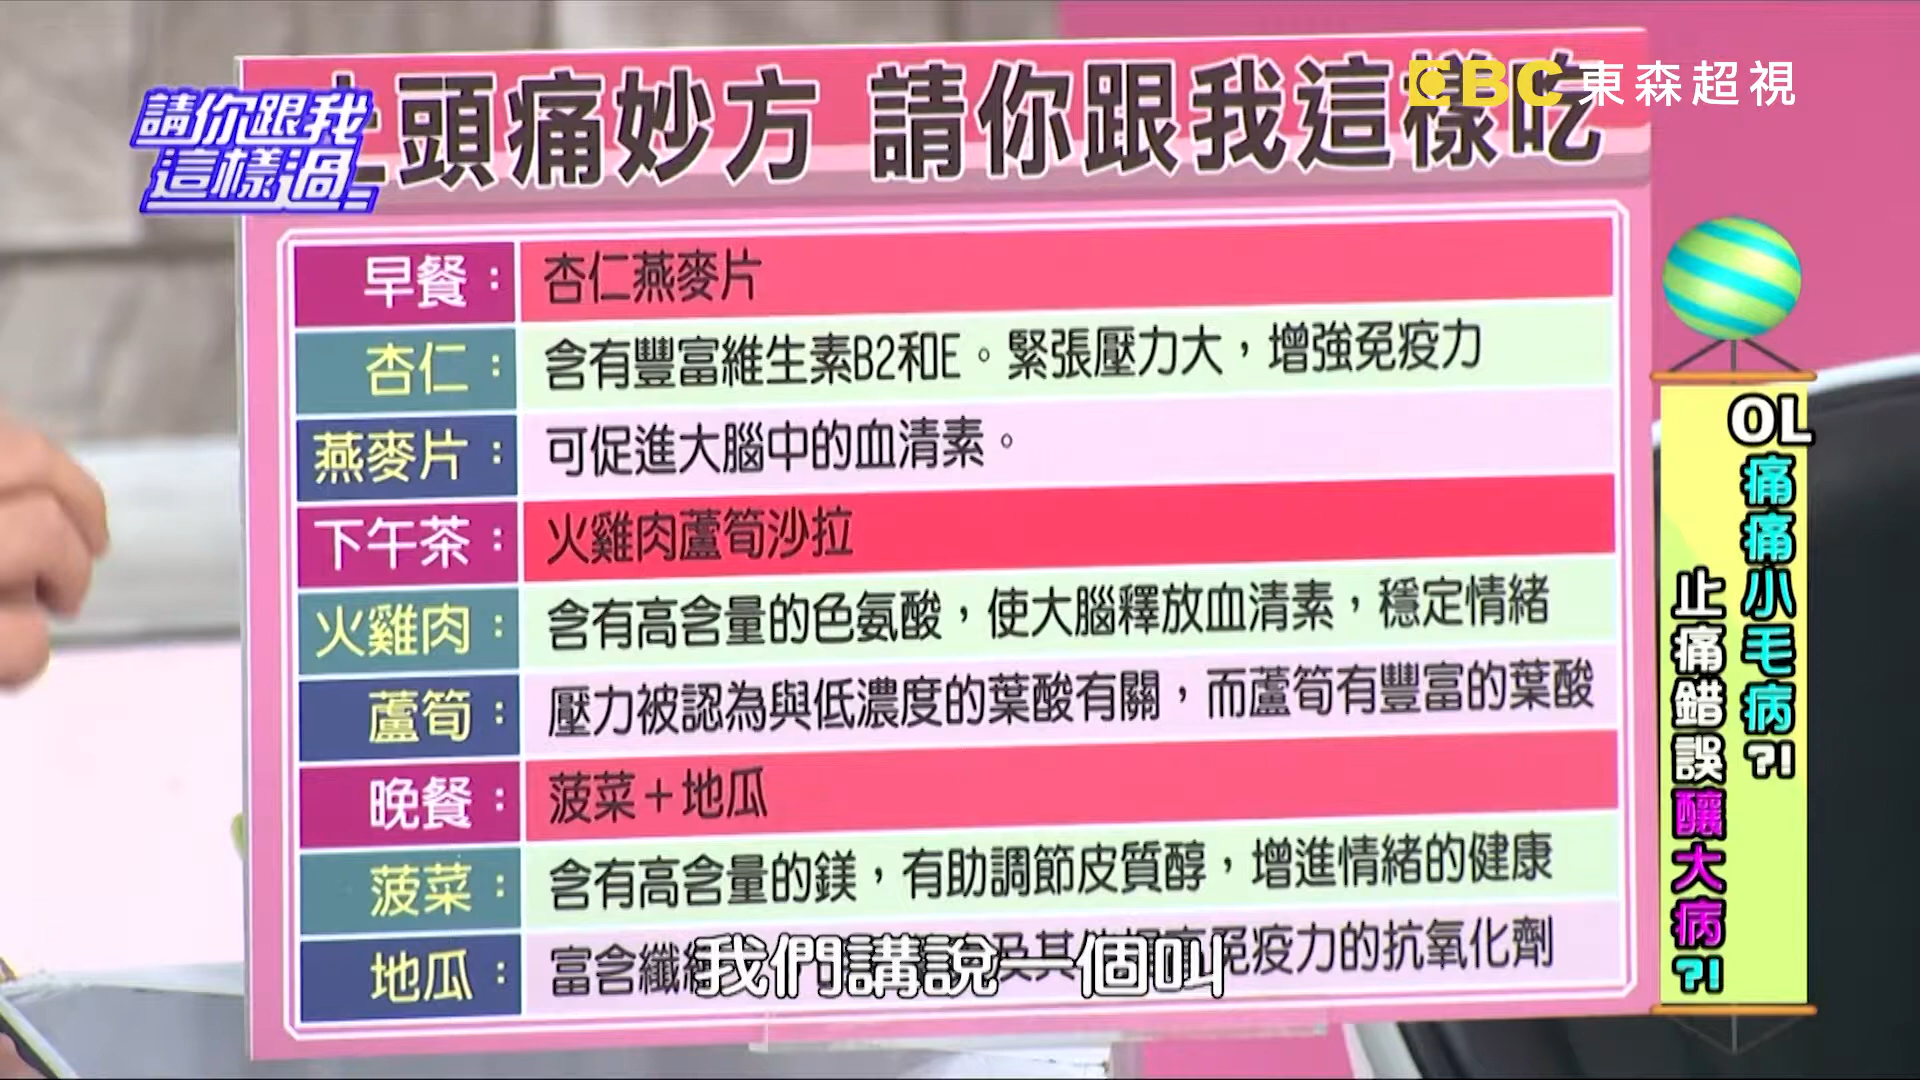 請你跟我
這樣過
EBC 東森超視
止頭痛妙方 請你跟我這樣吃
早餐： 杏仁燕麥片
杏仁： 含有豐富維生素B2和E。緊張壓力大，增強免疫力
燕麥片： 可促進大腦中的血清素。
下午茶： 火雞肉蘆筍沙拉
火雞肉： 含有高含量的色氨酸，使大腦釋放血清素，穩定情緒
蘆筍： 壓力被認為與低濃度的葉酸有關，而蘆筍有豐富的葉酸
晚餐： 菠菜＋地瓜
菠菜： 含有高含量的鎂，有助調節皮質醇，增進情緒的健康
地瓜： 富含纖 及其 免疫力的抗氧化劑
我們講說一個叫
OL痛痛小毛病?!
止痛錯誤釀大病?!